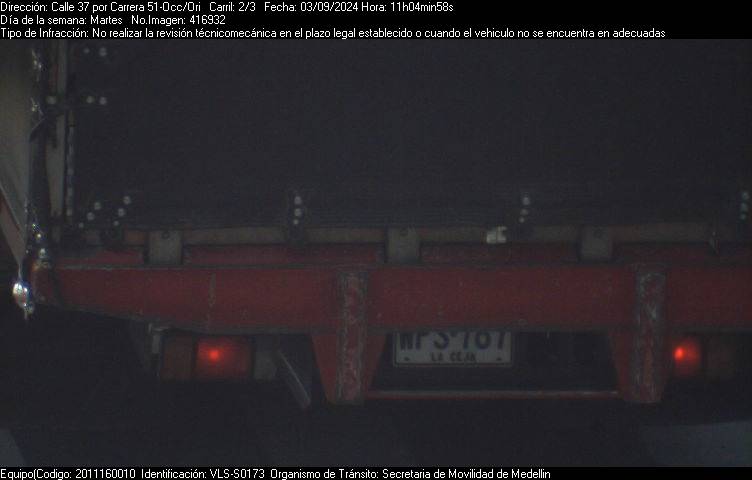 Dirección: Calle 37 por Carrera 51-Occ/Ori Carril: 2/3 Fecha: 03/09/2024 Hora: 11h04min58s
Día de la semana: Martes No.Imagen: 416932
Tipo de Infracción: No realizar la revisión técnicomecánica en el plazo legal establecido o cuando el vehiculo no se encuentra en adecuadas
WPS*767
LA CEJA
Equipo(Codigo: 2011160010 Identificación: VLS-S0173 Organismo de Tránsito: Secretaria de Movilidad de Medellin